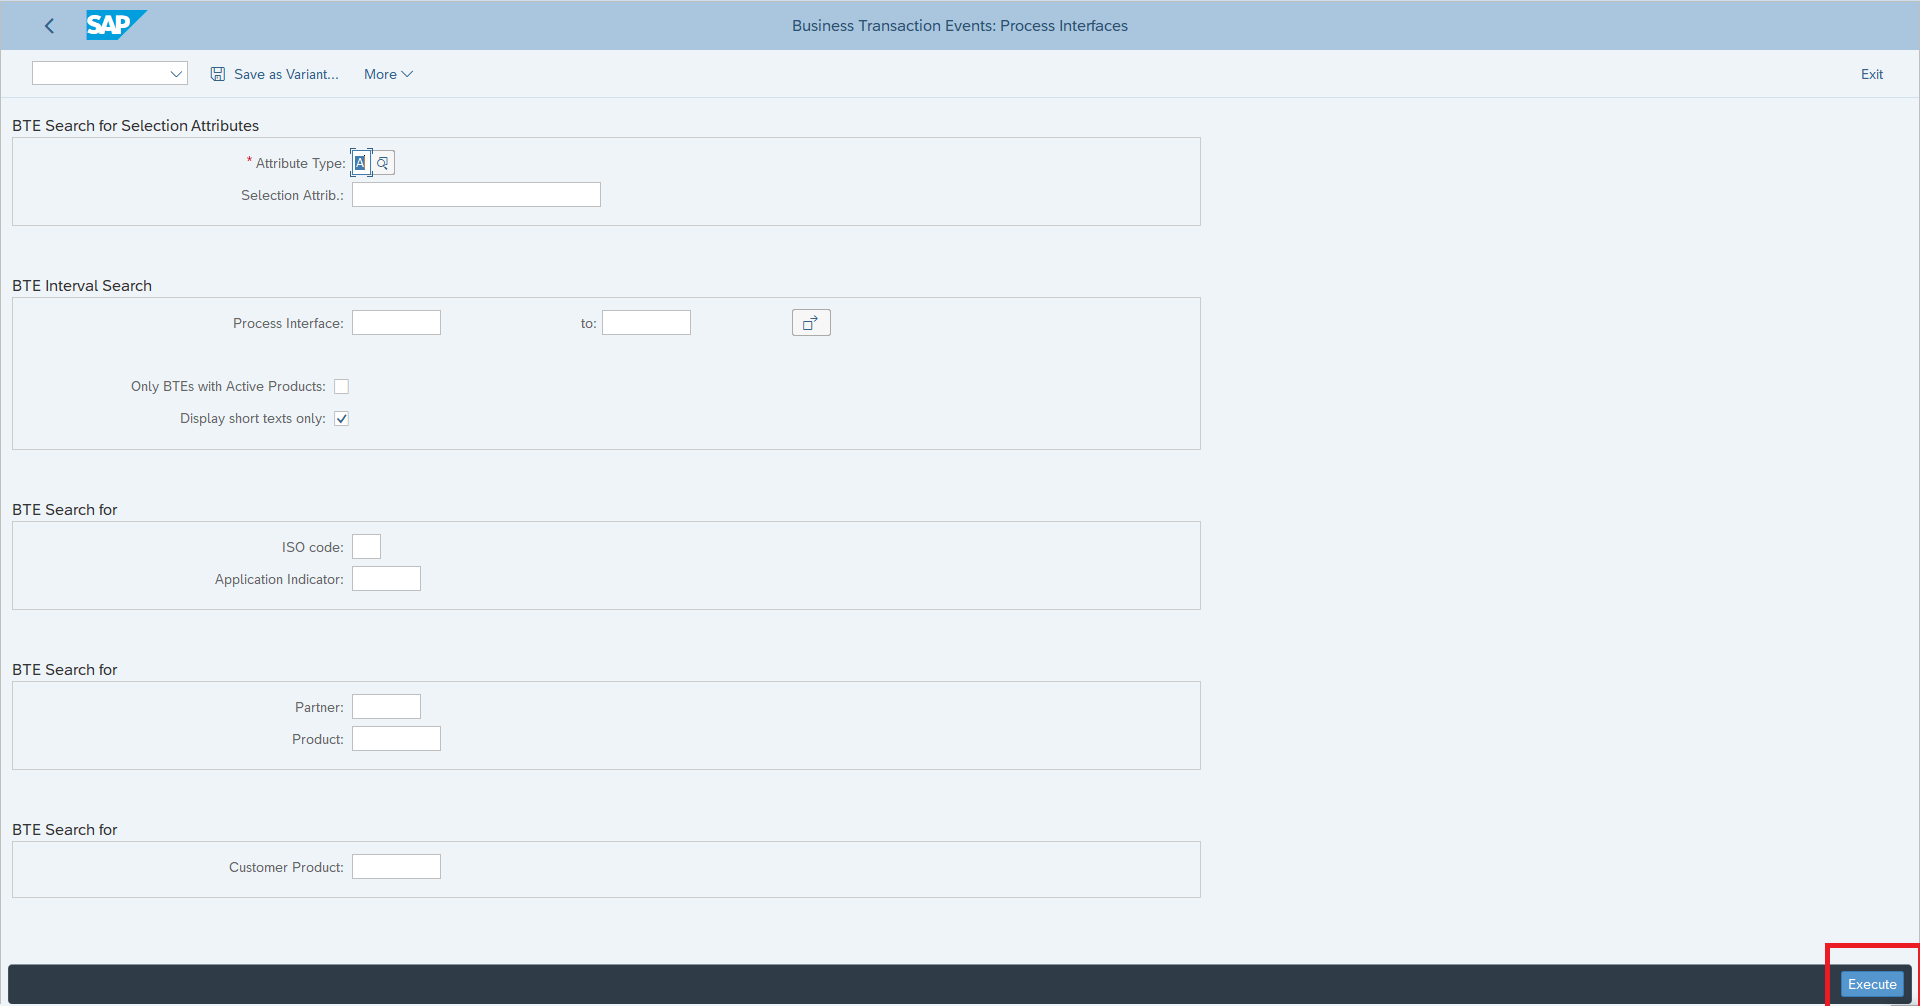 SAP
Business Transaction Events: Process Interfaces
Save as Variant... More Exit
BTE Search for Selection Attributes
* Attribute Type: A
Selection Attrib.:
BTE Interval Search
Process Interface: to:
Only BTEs with Active Products:
Display short texts only:
BTE Search for
ISO code:
Application Indicator:
BTE Search for
Partner:
Product:
BTE Search for
Customer Product:
Execute